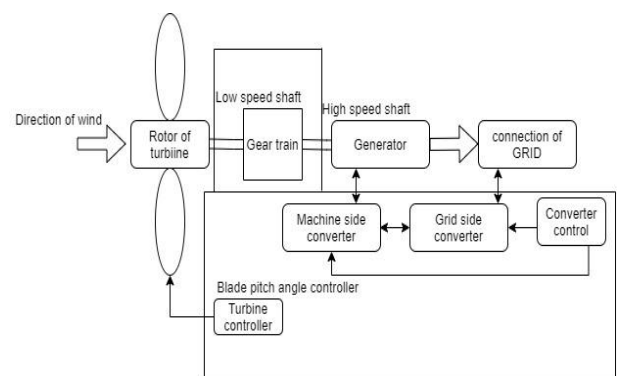 Low speed shaft
High speed shaft
Direction of wind
Rotor of
turbiine
Gear train
Generator
connection of
GRID
Machine side
converter
Grid side
converter
Converter
control
Blade pitch angle controller
Turbine
controller